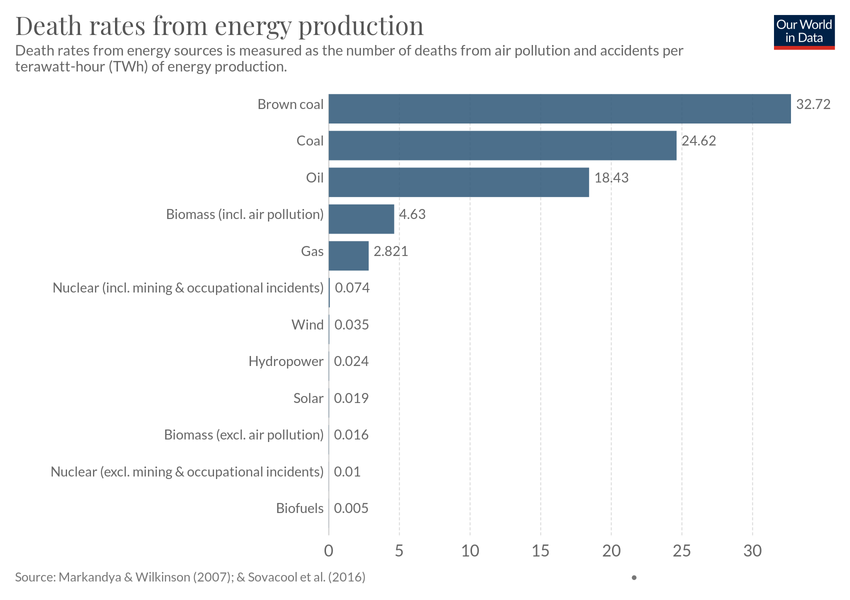 Death rates from energy production
Our World
in Data
Death rates from energy sources is measured as the number of deaths from air pollution and accidents per
terawatt-hour (TWh) of energy production.
Brown coal 32.72
Coal 24.62
Oil 18.43
Biomass (incl. air pollution) 4.63
Gas 2.821
Nuclear (incl. mining & occupational incidents) 0.074
Wind 0.035
Hydropower 0.024
Solar 0.019
Biomass (excl. air pollution) 0.016
Nuclear (excl. mining & occupational incidents) 0.01
Biofuels 0.005
0 5 10 15 20 25 30
Source: Markandya & Wilkinson (2007); & Sovacool et al. (2016) •